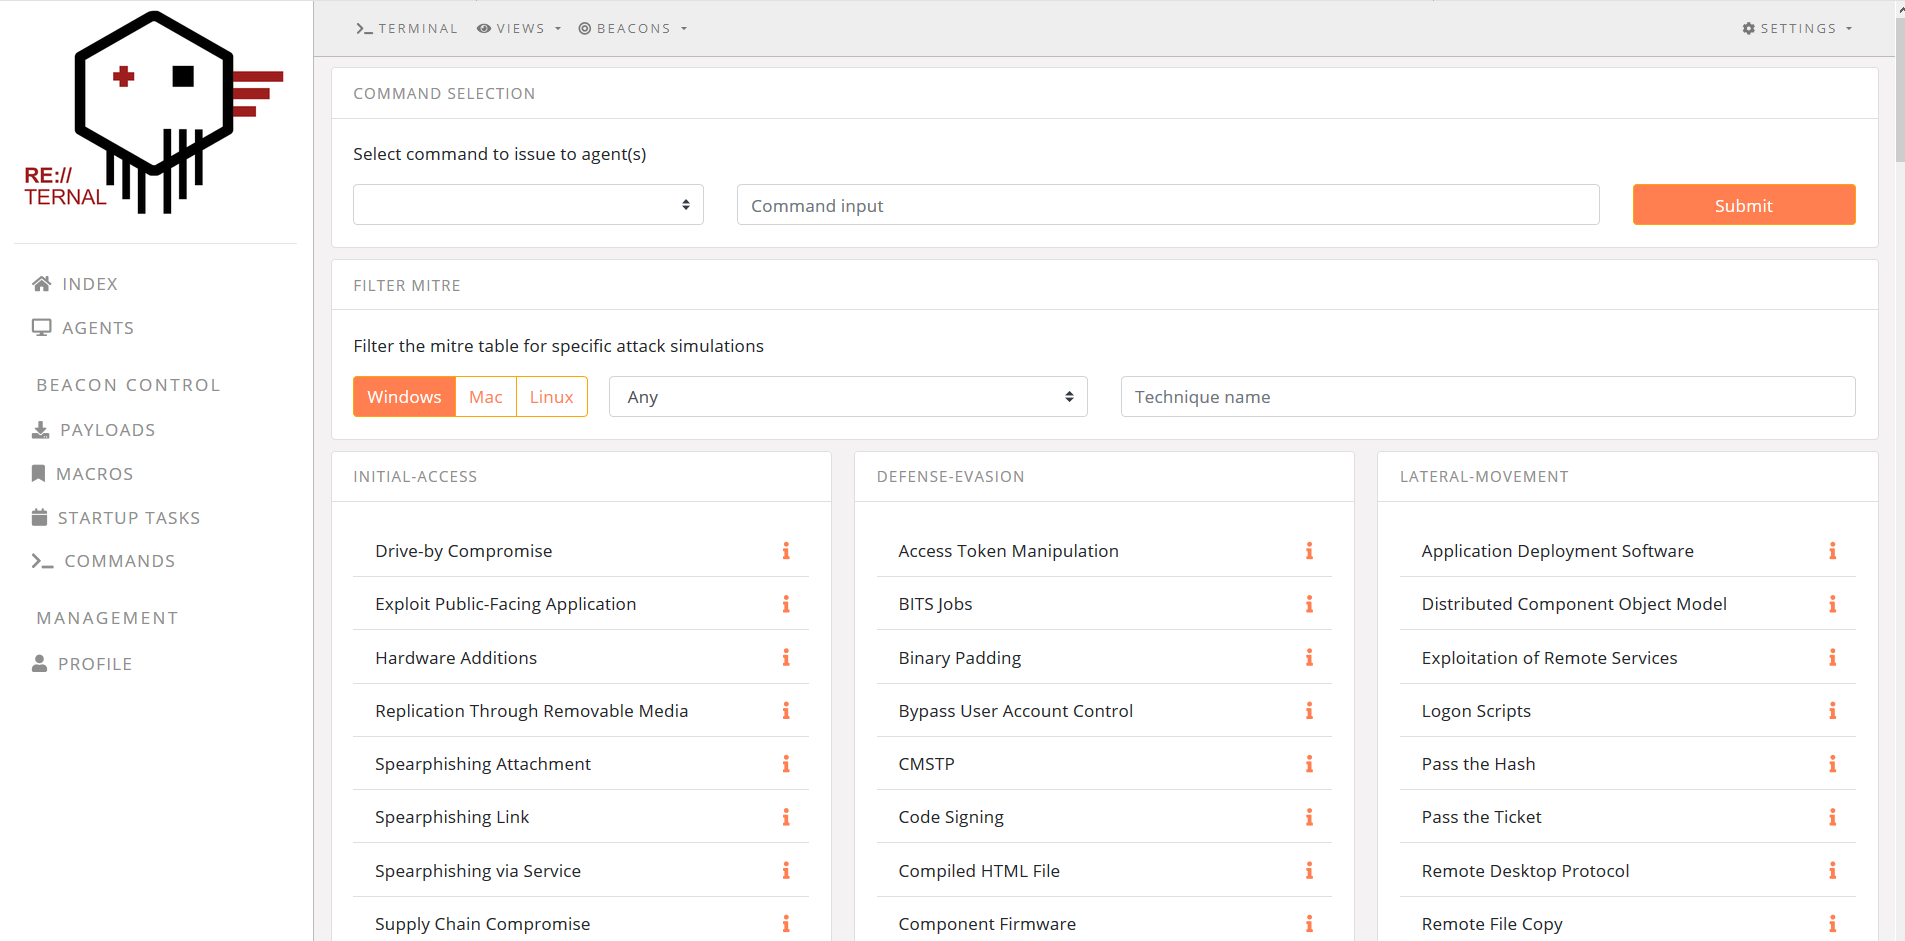 RE://
TERNAL
INDEX
AGENTS
BEACON CONTROL
PAYLOADS
MACROS
STARTUP TASKS
COMMANDS
MANAGEMENT
PROFILE
TERMINAL VIEWS BEACONS SETTINGS
COMMAND SELECTION
Select command to issue to agent(s)
Command input Submit
FILTER MITRE
Filter the mitre table for specific attack simulations
Windows Mac Linux Any Technique name
INITIAL-ACCESS
Drive-by Compromise
Exploit Public-Facing Application
Hardware Additions
Replication Through Removable Media
Spearphishing Attachment
Spearphishing Link
Spearphishing via Service
Supply Chain Compromise
DEFENSE-EVASION
Access Token Manipulation
BITS Jobs
Binary Padding
Bypass User Account Control
CMSTP
Code Signing
Compiled HTML File
Component Firmware
LATERAL-MOVEMENT
Application Deployment Software
Distributed Component Object Model
Exploitation of Remote Services
Logon Scripts
Pass the Hash
Pass the Ticket
Remote Desktop Protocol
Remote File Copy